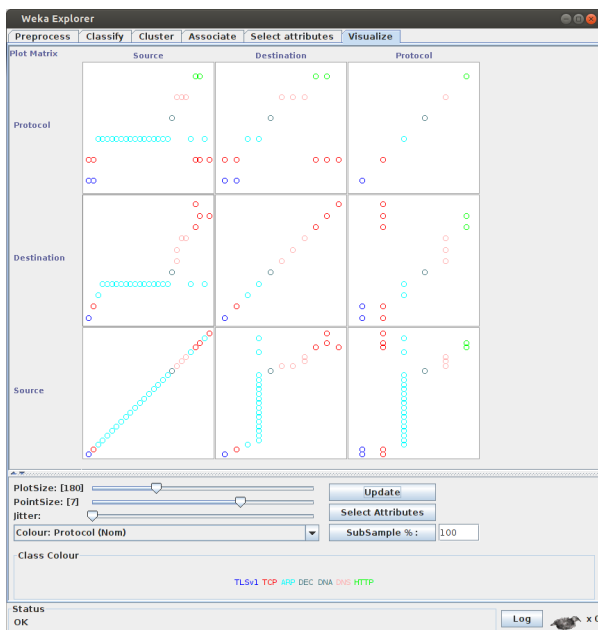 Weka Explorer
Preprocess Classify Cluster Associate Select attributes Visualize
Plot Matrix Source Destination Protocol
Protocol
Destination
Source
PlotSize: [180]
PointSize: [7]
Jitter:
Update
Select Attributes
Colour: Protocol (Nom) SubSample % : 100
Class Colour
TLSv1 TCP ARP DEC DNA DNS HTTP
Status
OK
Log x 0